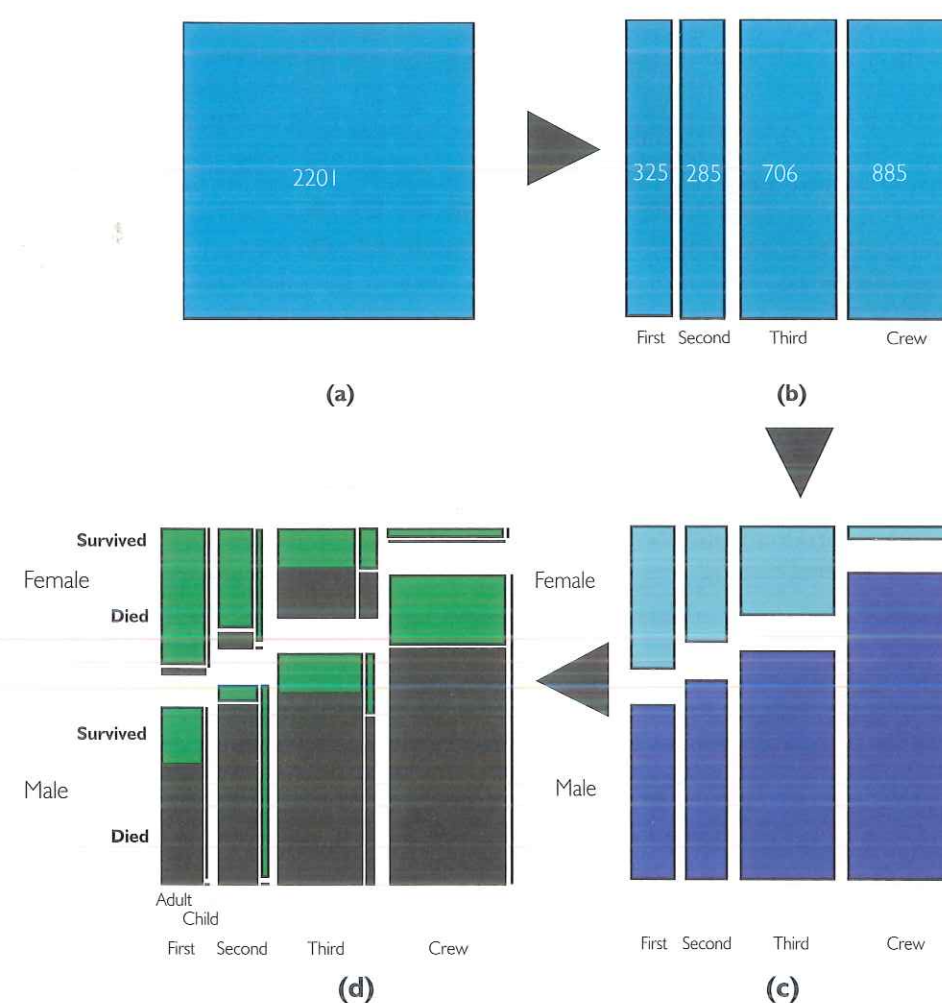 2201
325 285 706 885
First Second Third Crew
(a)
(b)
Survived
Female
Died
Survived
Male
Died
Adult
Child
First Second Third Crew
(d)
Female
Male
First Second Third Crew
(c)